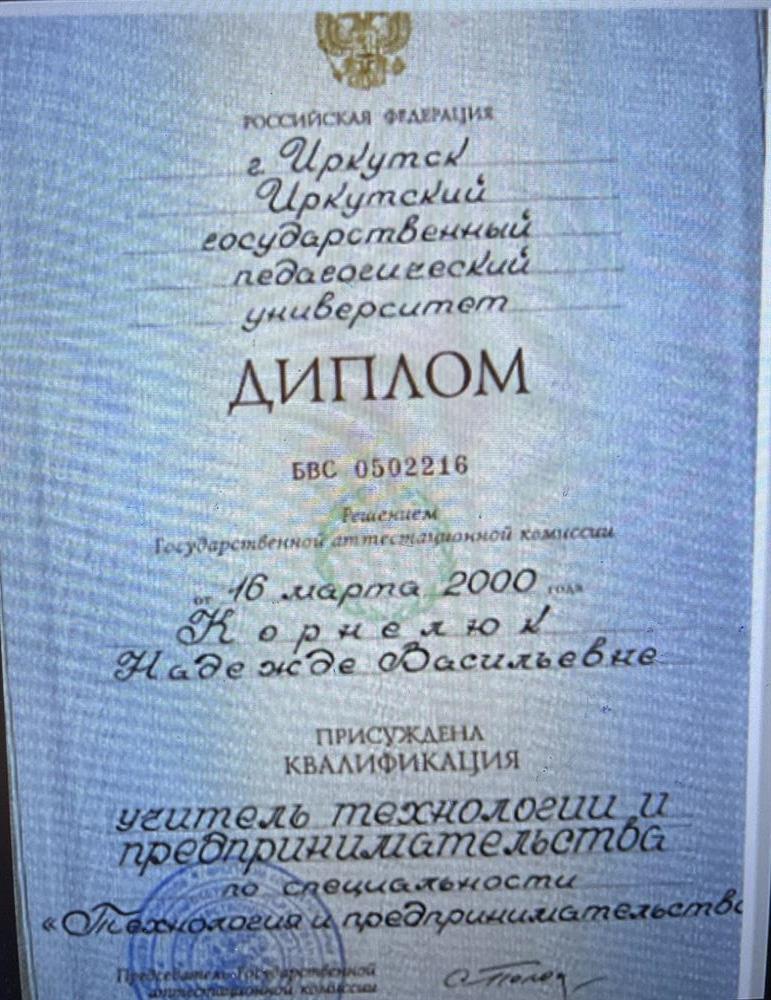 РОССИЙСКАЯ ФЕДЕРАЦИЯ
г. Иркутск
Иркутский
государственный
педагогический
университет
ДИПЛОМ
БВС 0502216
Решением
Государственной аттестационной комиссии
от 16 марта 2000 года
Корнелюк
Надежде Васильевне
ПРИСУЖДЕНА
КВАЛИФИКАЦИЯ
учитель технологии и
предпринимательства
по специальности
«Технология и предпринимательство
Председатель Государственной
аттестационной комиссии